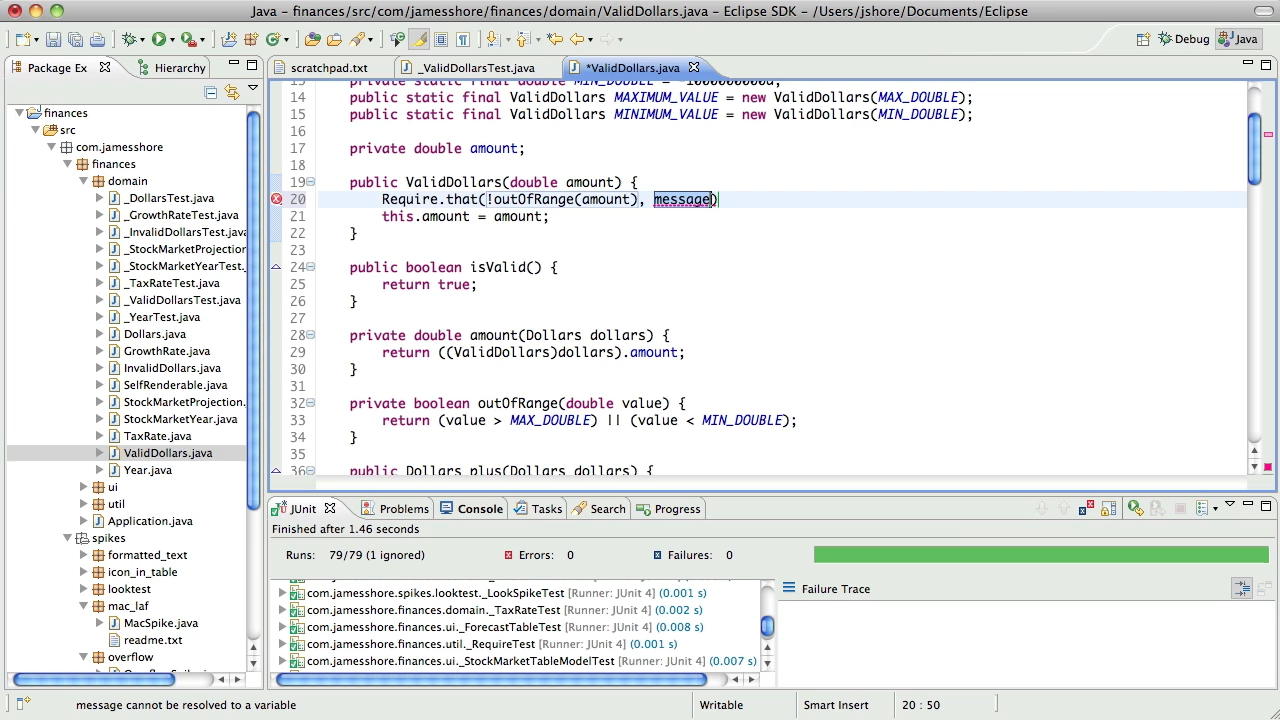 Java - finances/src/com/jamesshore/finances/domain/ValidDollars.java - Eclipse SDK - /Users/jshore/Documents/Eclipse
Debug Java
Package Ex Hierarchy
scratchpad.txt _ValidDollarsTest.java *ValidDollars.java
finances
src
com.jamesshore
finances
domain
_DollarsTest.java
_GrowthRateTest.java
_InvalidDollarsTest.java
_StockMarketProjection
_StockMarketYearTest.
_TaxRateTest.java
_ValidDollarsTest.java
_YearTest.java
Dollars.java
GrowthRate.java
InvalidDollars.java
SelfRenderable.java
StockMarketProjection.
StockMarketYear.java
TaxRate.java
ValidDollars.java
Year.java
ui
util
Application.java
spikes
formatted_text
icon_in_table
looktest
mac_laf
MacSpike.java
readme.txt
overflow
14 public static final ValidDollars MAXIMUM_VALUE = new ValidDollars(MAX_DOUBLE);
15 public static final ValidDollars MINIMUM_VALUE = new ValidDollars(MIN_DOUBLE);
16
17 private double amount;
18
19 public ValidDollars(double amount) {
20 Require.that(!outOfRange(amount), message)
21 this.amount = amount;
22 }
23
24 public boolean isValid() {
25 return true;
26 }
27
28 private double amount(Dollars dollars) {
29 return ((ValidDollars)dollars).amount;
30 }
31
32 private boolean outOfRange(double value) {
33 return (value > MAX_DOUBLE) || (value < MIN_DOUBLE);
34 }
35
36 public Dollars plus(Dollars dollars) {
JUnit Problems Console Tasks Search Progress
Finished after 1.46 seconds
Runs: 79/79 (1 ignored) Errors: 0 Failures: 0
com.jamesshore.spikes.looktest._LookSpikeTest [Runner: JUnit 4] (0.001 s)
com.jamesshore.finances.domain._TaxRateTest [Runner: JUnit 4] (0.002 s)
com.jamesshore.finances.ui._ForecastTableTest [Runner: JUnit 4] (0.008 s)
com.jamesshore.finances.util._RequireTest [Runner: JUnit 4] (0.001 s)
com.jamesshore.finances.ui._StockMarketTableModelTest [Runner: JUnit 4] (0.007 s)
Failure Trace
message cannot be resolved to a variable Writable Smart Insert 20 : 50